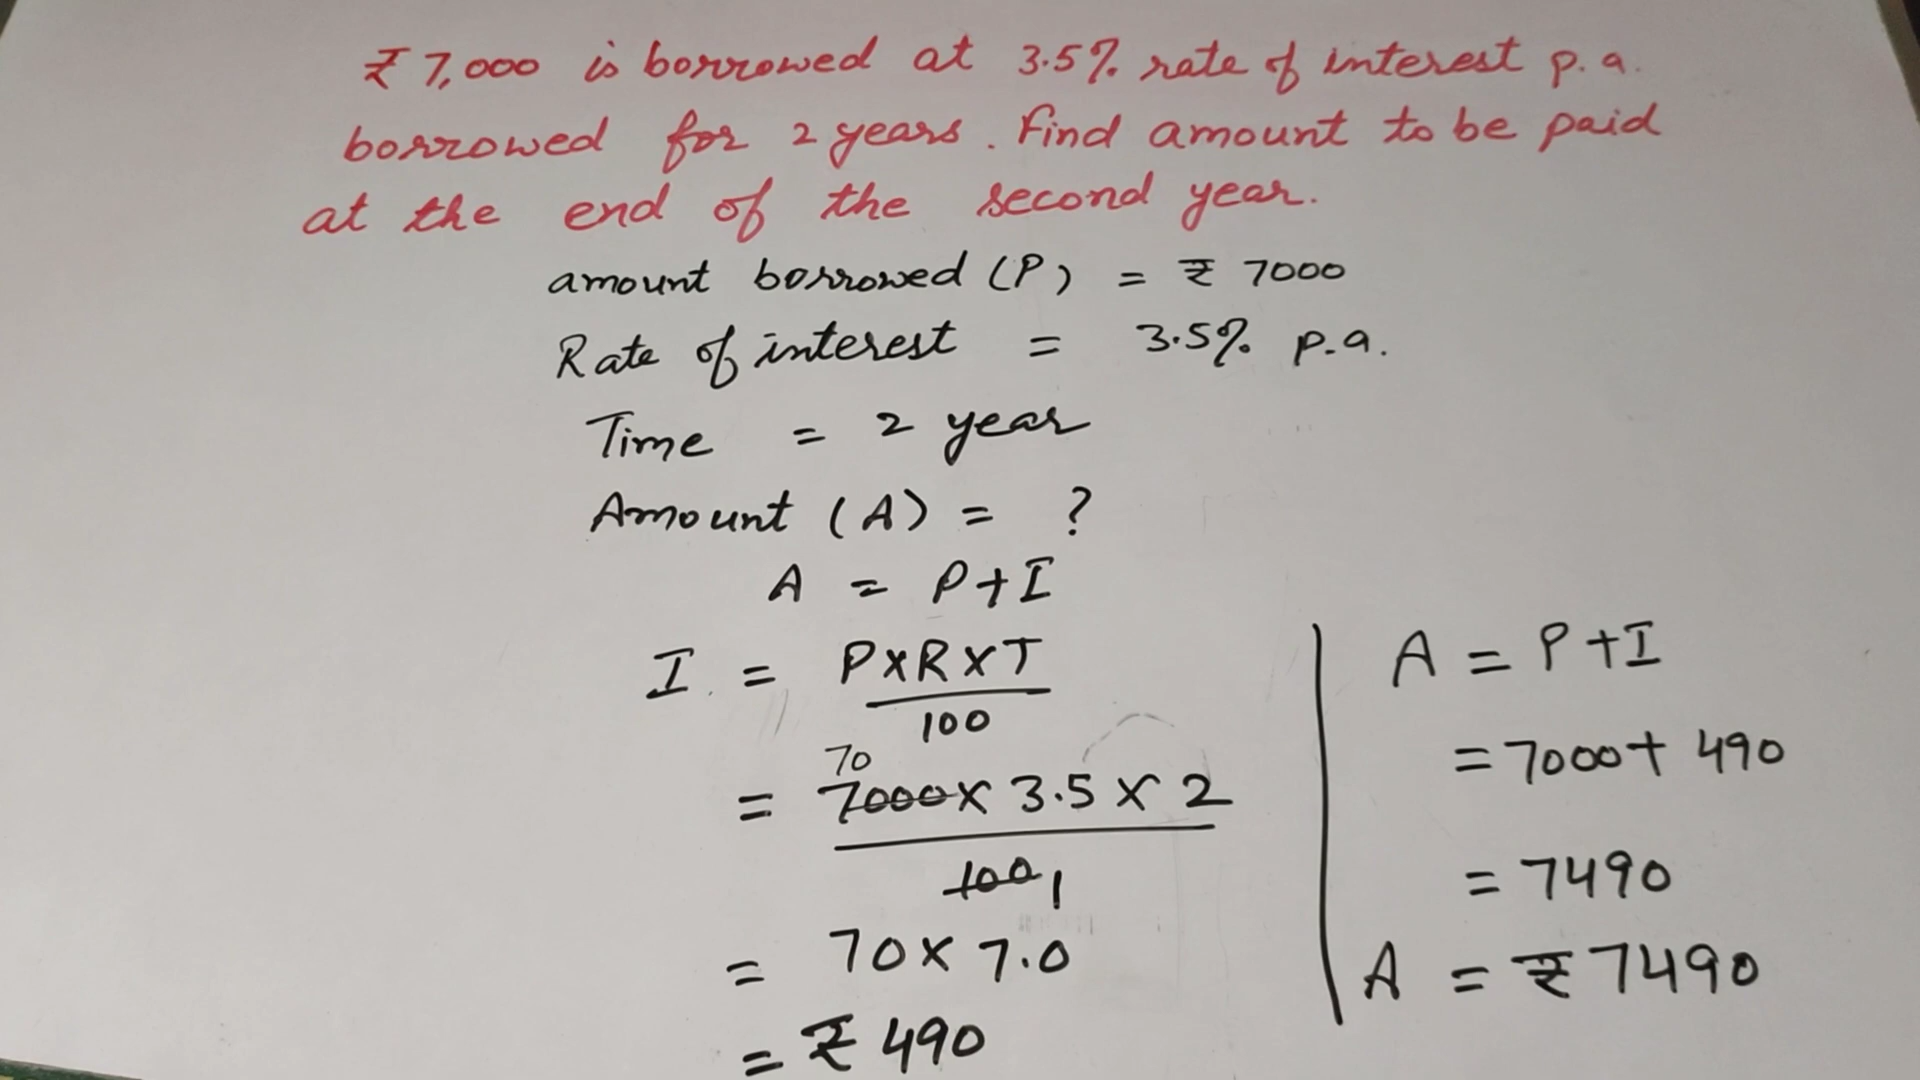 ₹ 7,000 is borrowed at 3.5% rate of interest p.a.
borrowed for 2 years. Find amount to be paid
at the end of the second year.
amount borrowed (P) = ₹ 7000
Rate of interest = 3.5% p.a.
Time = 2 year
Amount (A) = ?
A = P+I
I = P×R×T
100
70
= 7000× 3.5 × 2
100 1
= 70× 7.0
= ₹ 490
A = P+I
= 7000+ 490
= 7490
A = ₹ 7490